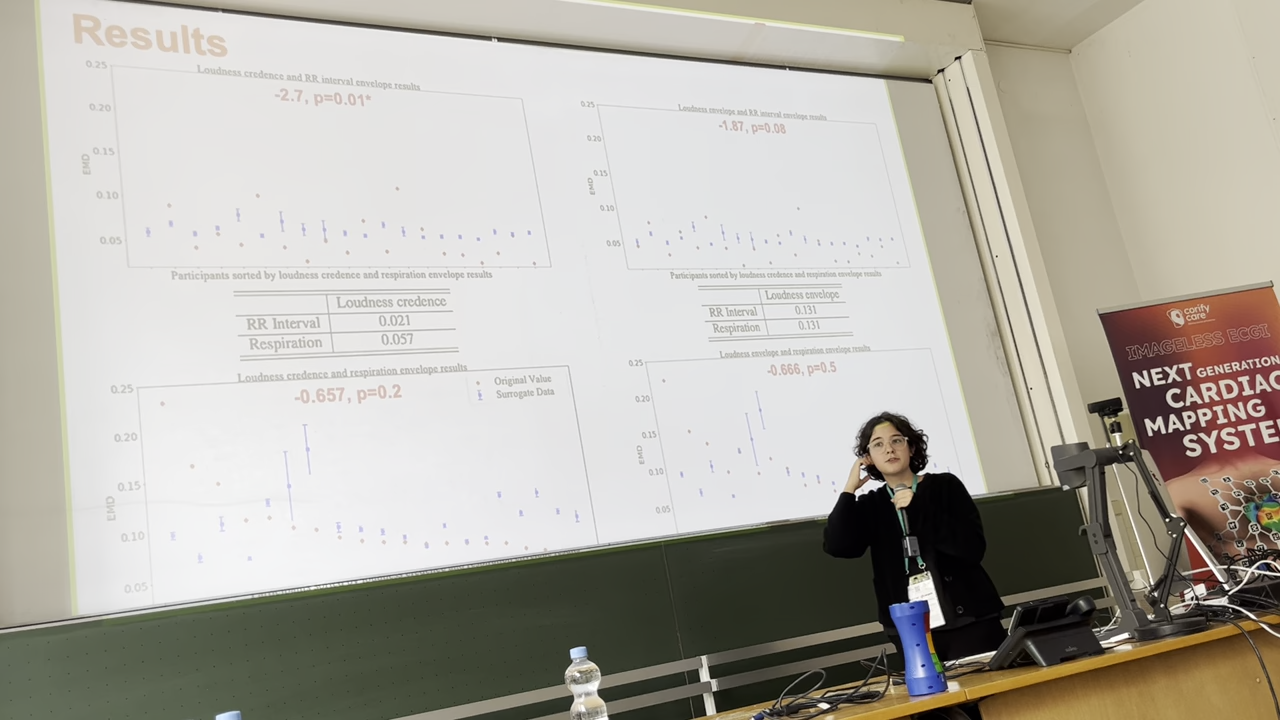 Results
Loudness credence and RR interval envelope results
-2.7, p=0.01*
0.25
0.20
0.15
0.10
0.05
EMD
Participants sorted by loudness credence and respiration envelope results
Loudness credence
RR Interval 0.021
Respiration 0.057
Loudness credence and respiration envelope results
-0.657, p=0.2
Original Value
Surrogate Data
0.25
0.20
0.15
0.10
0.05
EMD
Loudness envelope and RR interval envelope results
-1.87, p=0.08
0.25
0.20
0.15
0.10
0.05
EMD
Participants sorted by loudness credence and respiration envelope results
Loudness envelope
RR Interval 0.131
Respiration 0.131
Loudness envelope and respiration envelope results
-0.666, p=0.5
0.25
0.20
0.15
0.10
0.05
EMD
corify
care
IMAGELESS ECGI
NEXT GENERATION
CARDIAC
MAPPING
SYSTE